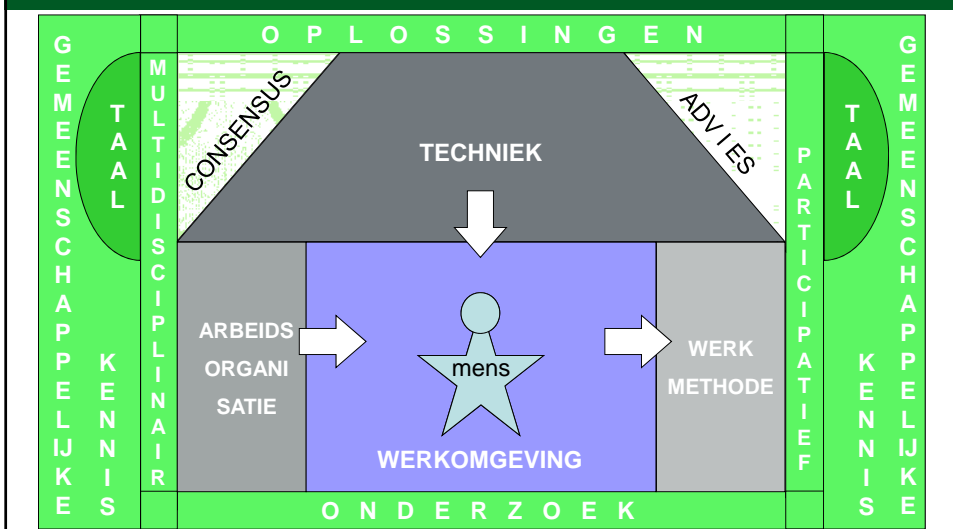 OPLOSSINGEN
GEMEENSCHAPPELIJKE
TAAL
KENNIS
MULTIDISCIPLINAIR
CONSENSUS
TECHNIEK
ADVIES
ARBEIDS
ORGANI
SATIE
mens
WERKOMGEVING
WERK
METHODE
PARTICIPATIEF
TAAL
KENNIS
GEMEENSCHAPPELIJKE
ONDERZOEK